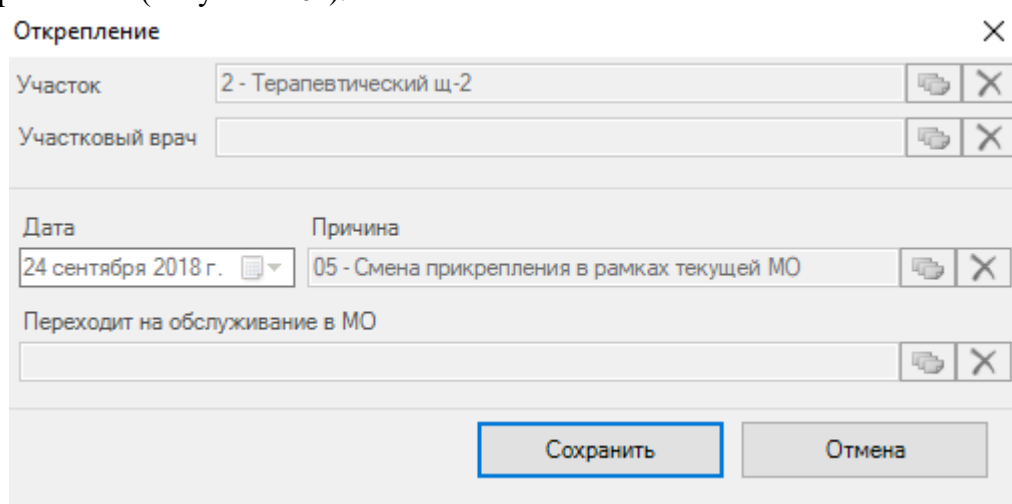 Открепление
Участок 2 - Терапевтический щ-2
Участковый врач
Дата Причина
24 сентября 2018 г. 05 - Смена прикрепления в рамках текущей МО
Переходит на обслуживание в МО
Сохранить Отмена